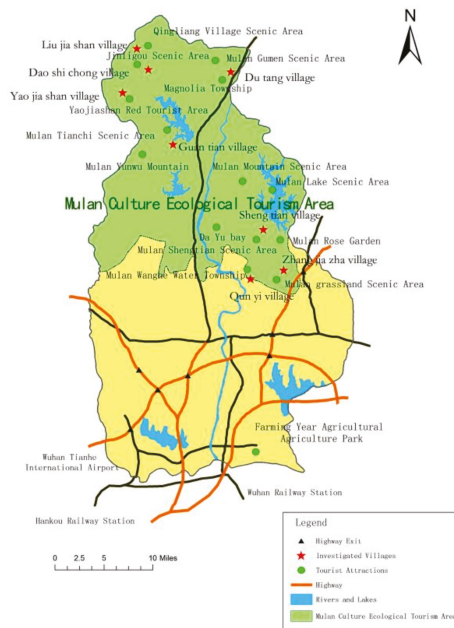 N
Qingliang Village Scenic Area
Liu jia shan village
Jinligou Scenic Area
Mulan Gumen Scenic Area
Dao shi chong village
Du tang village
Magnolia Township
Yao jia shan village
Yaojiashan Red Tourist Area
Mulan Tianchi Scenic Area
Guan tian village
Mulan Yunwu Mountain
Mulan Mountain Scenic Area
Mulan Lake Scenic Area
Mulan Culture Ecological Tourism Area
Sheng tian village
Da Yu bay
Mulan Rose Garden
Mulan Shengtian Scenic Area
Zhang jia zha village
Mulan Wanghe Water Township
Mulan grassland Scenic Area
Qun yi village
Farming Year Agricultural
Agriculture Park
Wuhan Tianhe
International Airport
Wuhan Railway Station
Hankou Railway Station
0 2.5 5 10 Miles
Legend
Highway Exit
Investigated Villages
Tourist Attractions
Highway
Rivers and Lakes
Mulan Culture Ecological Tourism Area